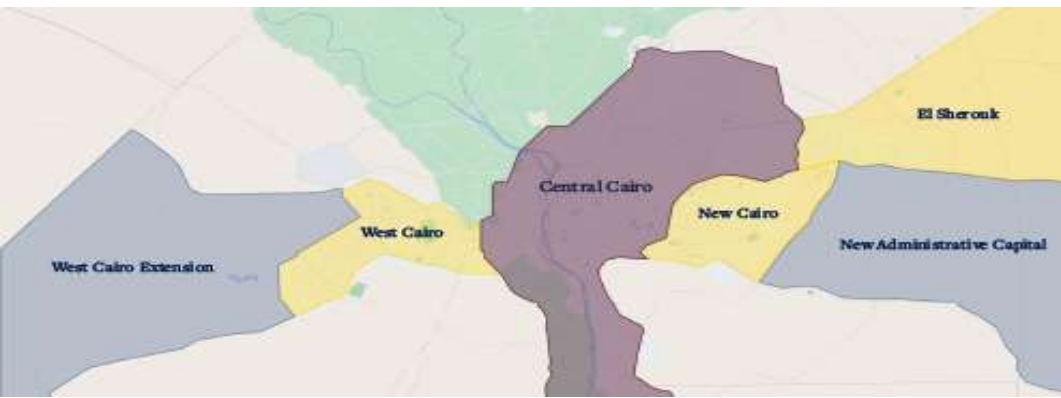 El Sherouk
Central Cairo
New Cairo
West Cairo
New Administrative Capital
West Cairo Extension